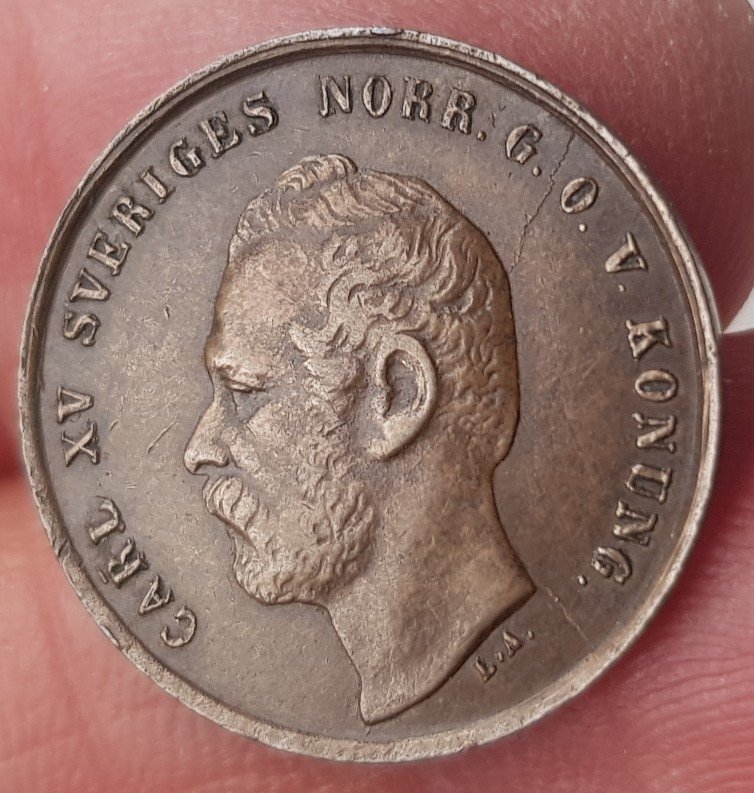 CARL XV SVERIGES NORR. G. O. V. KONUNG.
L.A.